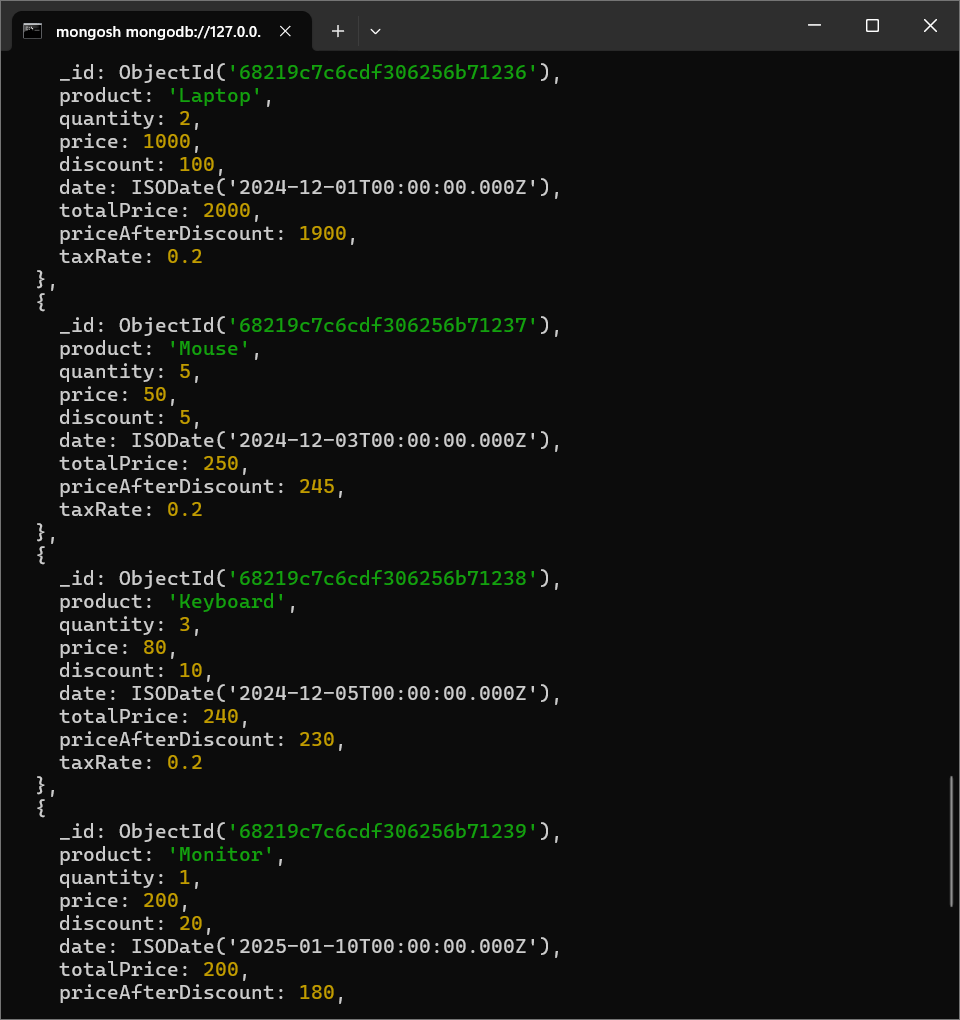 mongosh mongodb://127.0.0.
_id: ObjectId('68219c7c6cdf306256b71236'),
product: 'Laptop',
quantity: 2,
price: 1000,
discount: 100,
date: ISODate('2024-12-01T00:00:00.000Z'),
totalPrice: 2000,
priceAfterDiscount: 1900,
taxRate: 0.2
},
{
_id: ObjectId('68219c7c6cdf306256b71237'),
product: 'Mouse',
quantity: 5,
price: 50,
discount: 5,
date: ISODate('2024-12-03T00:00:00.000Z'),
totalPrice: 250,
priceAfterDiscount: 245,
taxRate: 0.2
},
{
_id: ObjectId('68219c7c6cdf306256b71238'),
product: 'Keyboard',
quantity: 3,
price: 80,
discount: 10,
date: ISODate('2024-12-05T00:00:00.000Z'),
totalPrice: 240,
priceAfterDiscount: 230,
taxRate: 0.2
},
{
_id: ObjectId('68219c7c6cdf306256b71239'),
product: 'Monitor',
quantity: 1,
price: 200,
discount: 20,
date: ISODate('2025-01-10T00:00:00.000Z'),
totalPrice: 200,
priceAfterDiscount: 180,